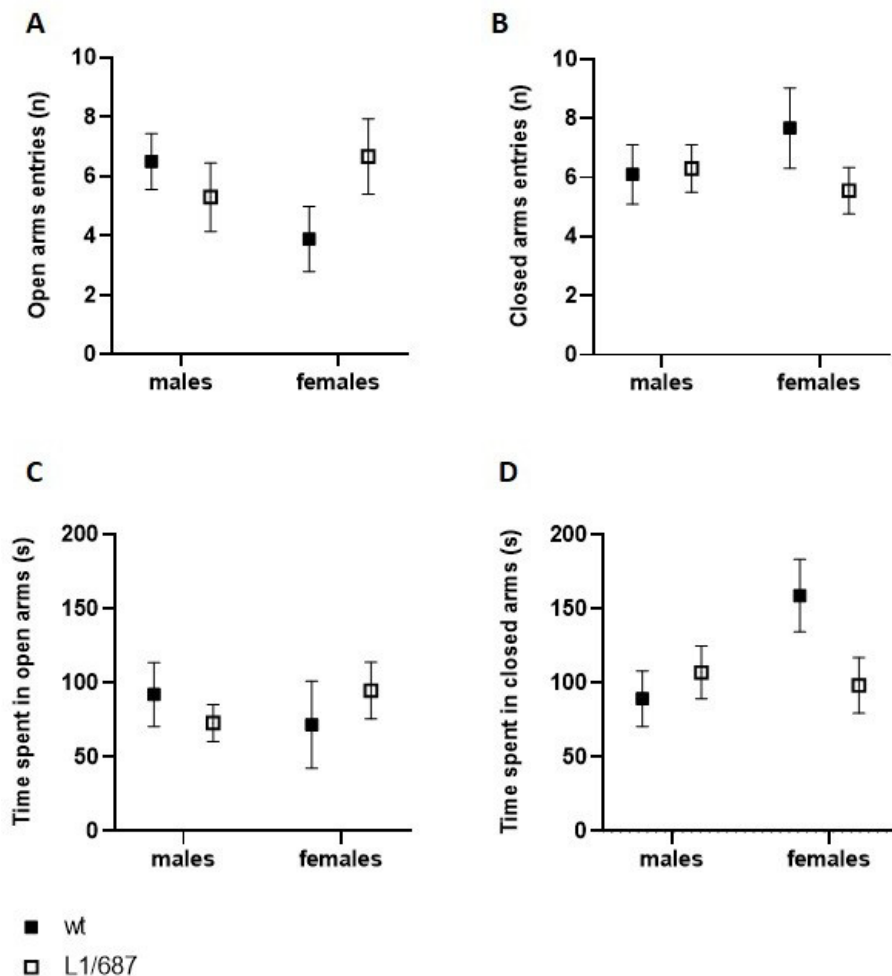 A
Open arms entries (n)
10
8
6
4
2
0
males
females
B
Closed arms entries (n)
10
8
6
4
2
0
males
females
C
Time spent in open arms (s)
200
150
100
50
0
males
females
D
Time spent in closed arms (s)
200
150
100
50
0
males
females
wt
L1/687